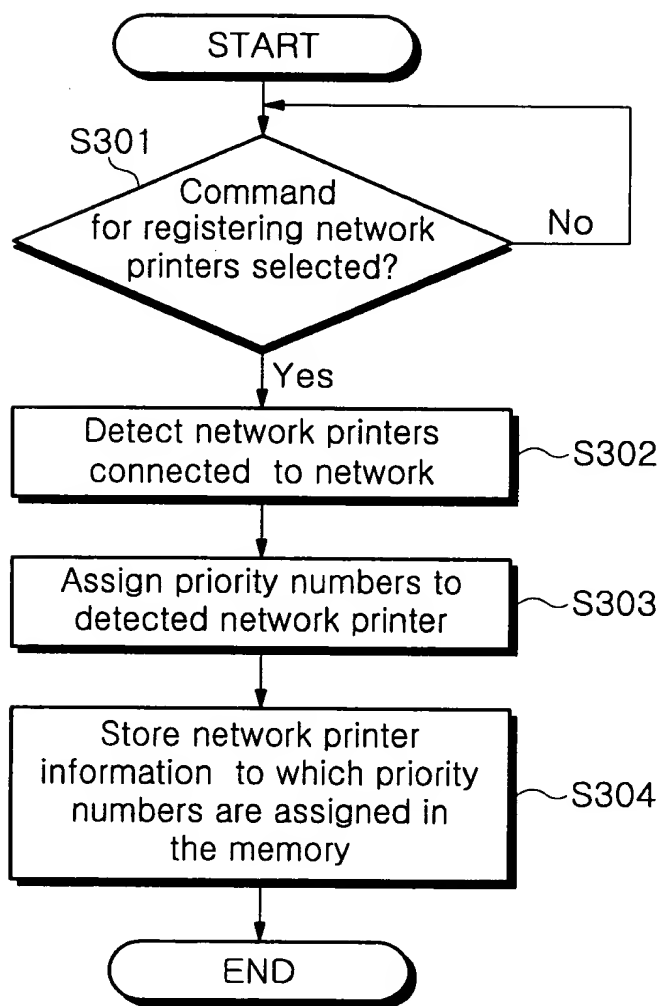 START
S301
Command
for registering network
printers selected?
No
Yes
Detect network printers
connected to network
S302
Assign priority numbers to
detected network printer
S303
Store network printer
information to which priority
numbers are assigned in
the memory
S304
END